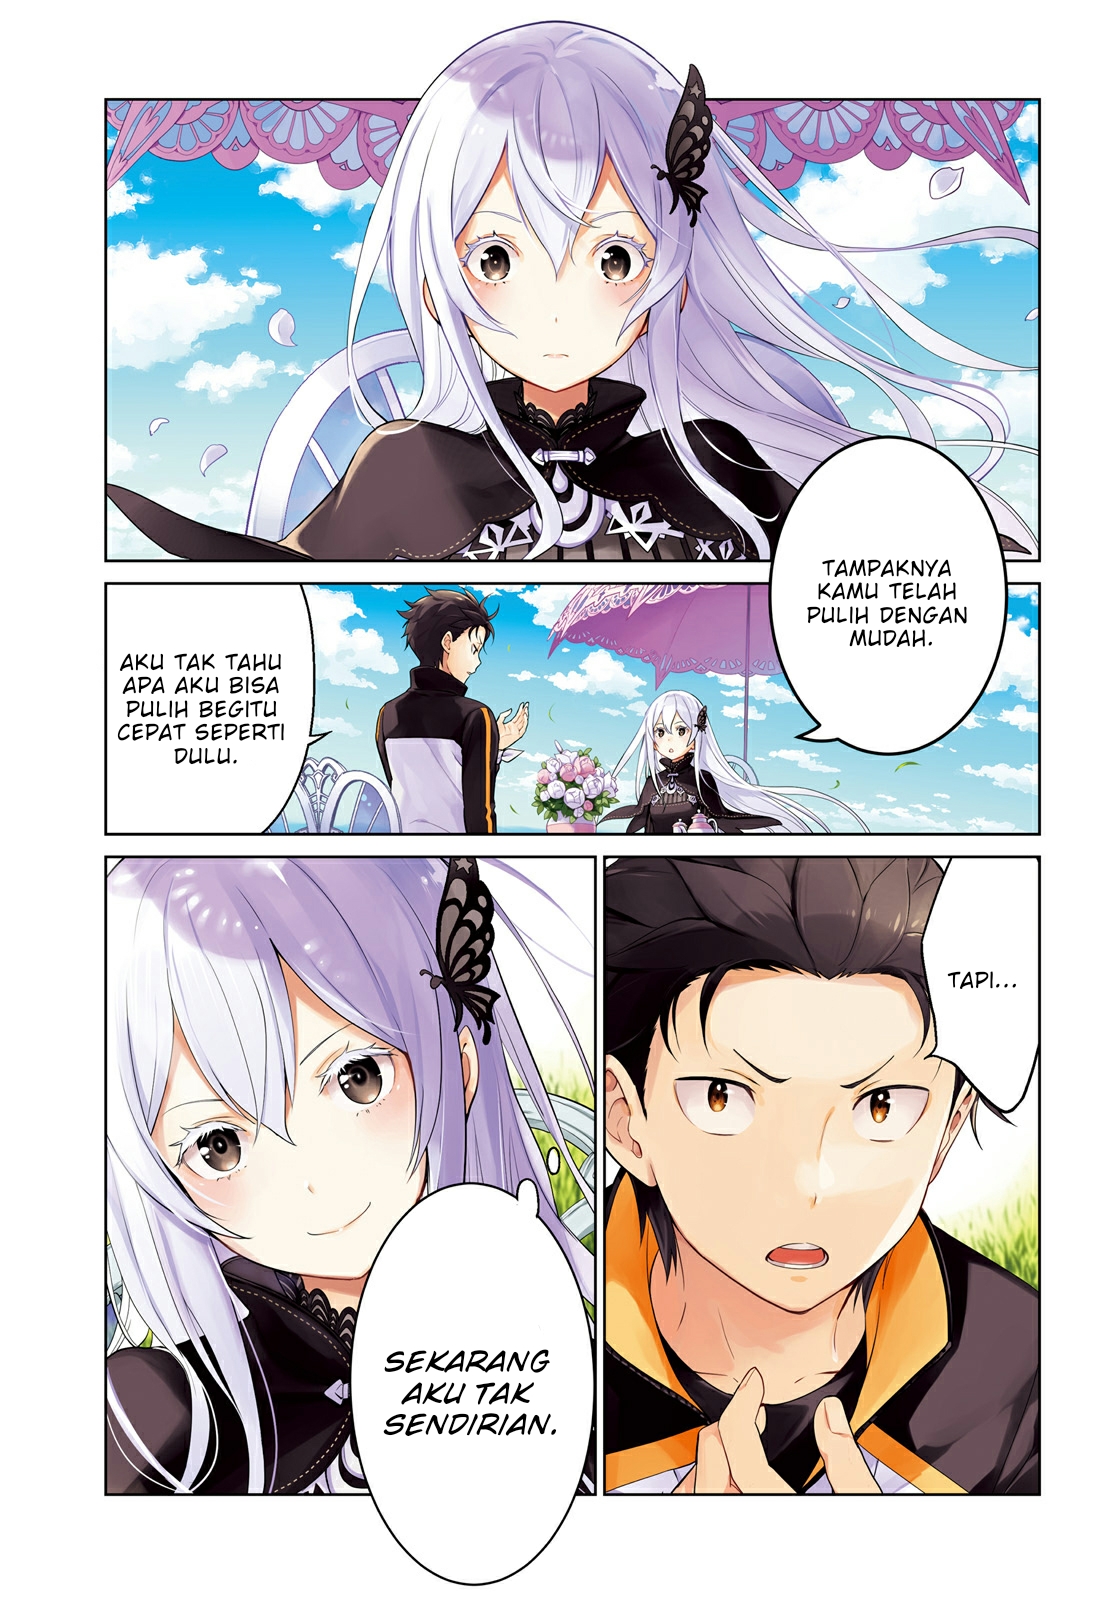 TAMPAKNYA
KAMU TELAH
PULIH DENGAN
MUDAH.
AKU TAK TAHU
APA AKU BISA
PULIH BEGITU
CEPAT SEPERTI
DULU.
TAPI...
SEKARANG
AKU TAK
SENDIRIAN.